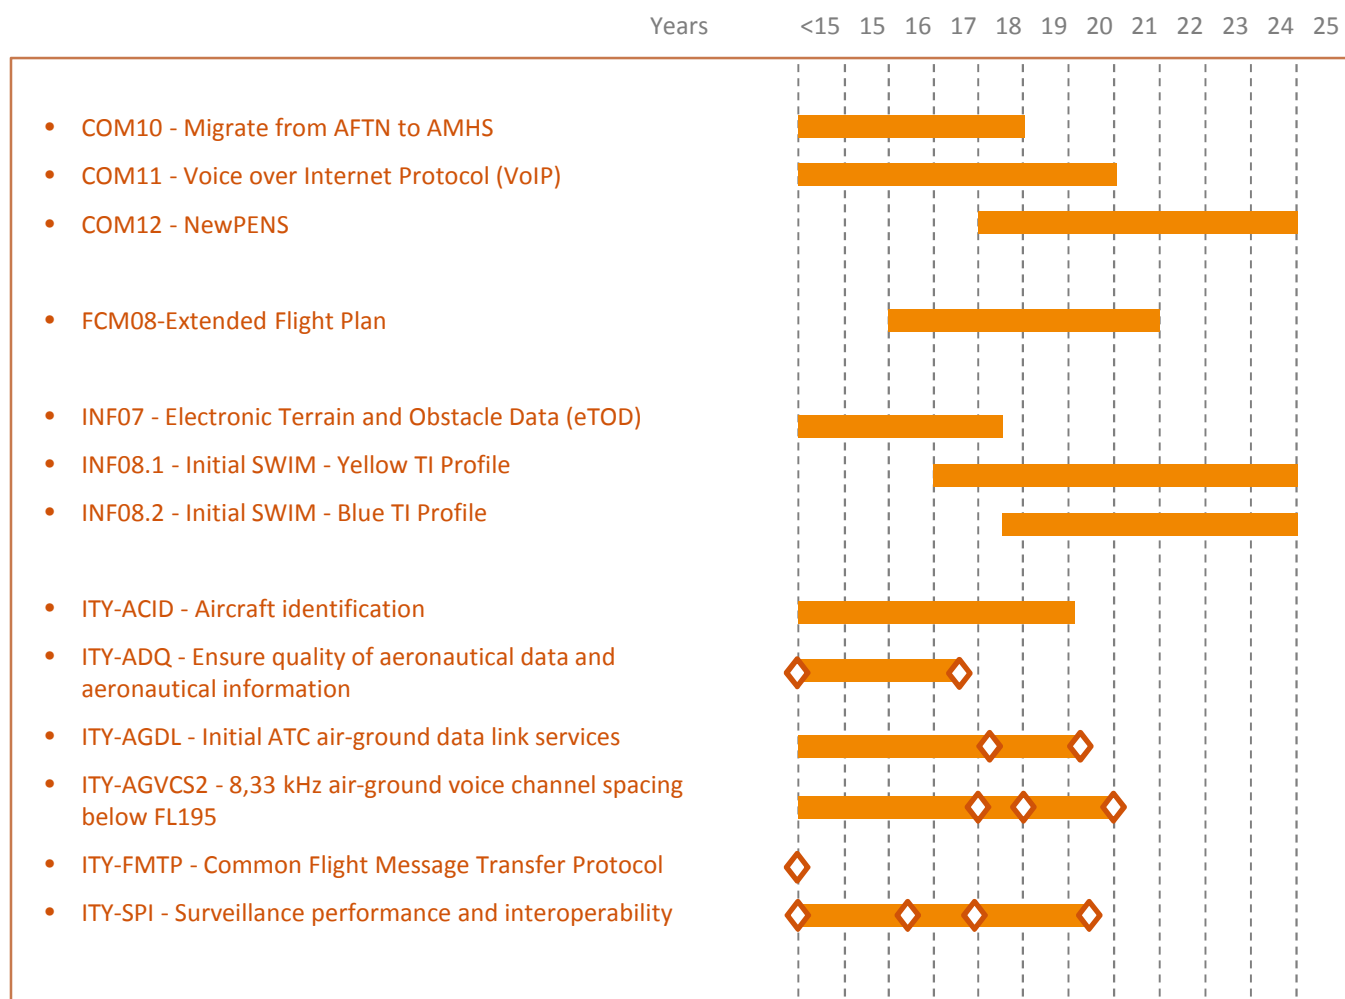 Years <15 15 16 17 18 19 20 21 22 23 24 25
• COM10 - Migrate from AFTN to AMHS
• COM11 - Voice over Internet Protocol (VoIP)
• COM12 - NewPENS
• FCM08-Extended Flight Plan
• INF07 - Electronic Terrain and Obstacle Data (eTOD)
• INF08.1 - Initial SWIM - Yellow TI Profile
• INF08.2 - Initial SWIM - Blue TI Profile
• ITY-ACID - Aircraft identification
• ITY-ADQ - Ensure quality of aeronautical data and
aeronautical information
• ITY-AGDL - Initial ATC air-ground data link services
• ITY-AGVCS2 - 8,33 kHz air-ground voice channel spacing
below FL195
• ITY-FMTP - Common Flight Message Transfer Protocol
• ITY-SPI - Surveillance performance and interoperability